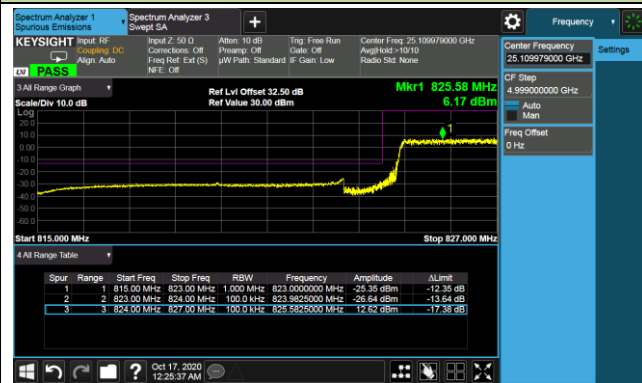 Spectrum Analyzer 1
Spurious Emissions
Spectrum Analyzer 3
Swept SA
Frequency
KEYSIGHT
Input: RF
Coupling: DC
Align: Auto
Input Z: 50 Ω
Corrections: Off
Freq Ref: Ext (S)
NFE: Off
Atten: 10 dB
Preamp: Off
µW Path: Standard
Trig: Free Run
Gate: Off
IF Gain: Low
Center Freq: 25.109979000 GHz
Avg|Hold:>10/10
Radio Std: None
LXI PASS
3 All Range Graph
Scale/Div 10.0 dB
Ref Lvl Offset 32.50 dB
Ref Value 30.00 dBm
Mkr1 825.58 MHz
6.17 dBm
Log
20.0
10.0
0.00
-10.0
-20.0
-30.0
-40.0
-50.0
-60.0
1
Start 815.000 MHz
Stop 827.000 MHz
4 All Range Table
Spur Range Start Freq Stop Freq RBW Frequency Amplitude ΔLimit
1 1 815.00 MHz 823.00 MHz 1.000 MHz 823.0000000 MHz -25.35 dBm -12.35 dB
2 2 823.00 MHz 824.00 MHz 100.0 kHz 823.9825000 MHz -26.64 dBm -13.64 dB
3 3 824.00 MHz 827.00 MHz 100.0 kHz 825.5825000 MHz 12.62 dBm -17.38 dB
Oct 17, 2020
12:25:37 AM
Center Frequency
25.109979000 GHz
Settings
CF Step
4.999000000 GHz
Auto
Man
Freq Offset
0 Hz